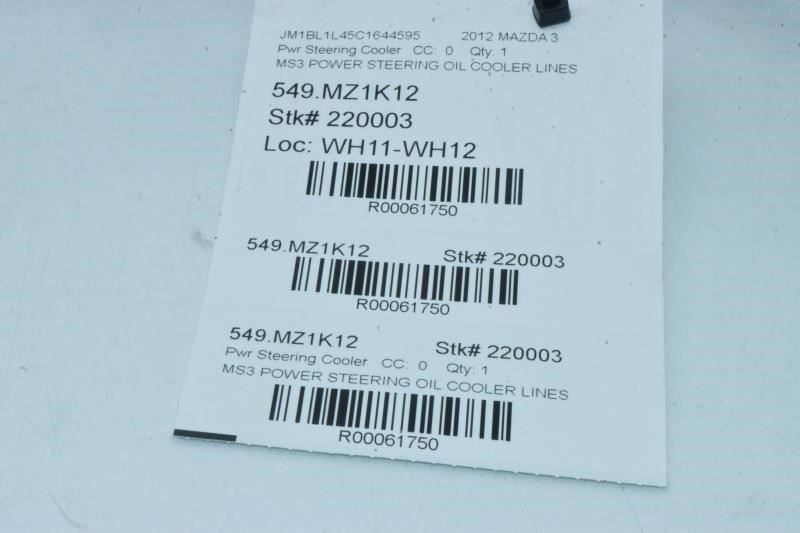 JM1BL1L45C1644595 2012 MAZDA 3
Pwr Steering Cooler CC: 0 Qty: 1
MS3 POWER STEERING OIL COOLER LINES
549.MZ1K12
Stk# 220003
Loc: WH11-WH12
R00061750
549.MZ1K12 Stk# 220003
R00061750
549.MZ1K12 Stk# 220003
Pwr Steering Cooler CC: 0 Qty: 1
MS3 POWER STEERING OIL COOLER LINES
R00061750